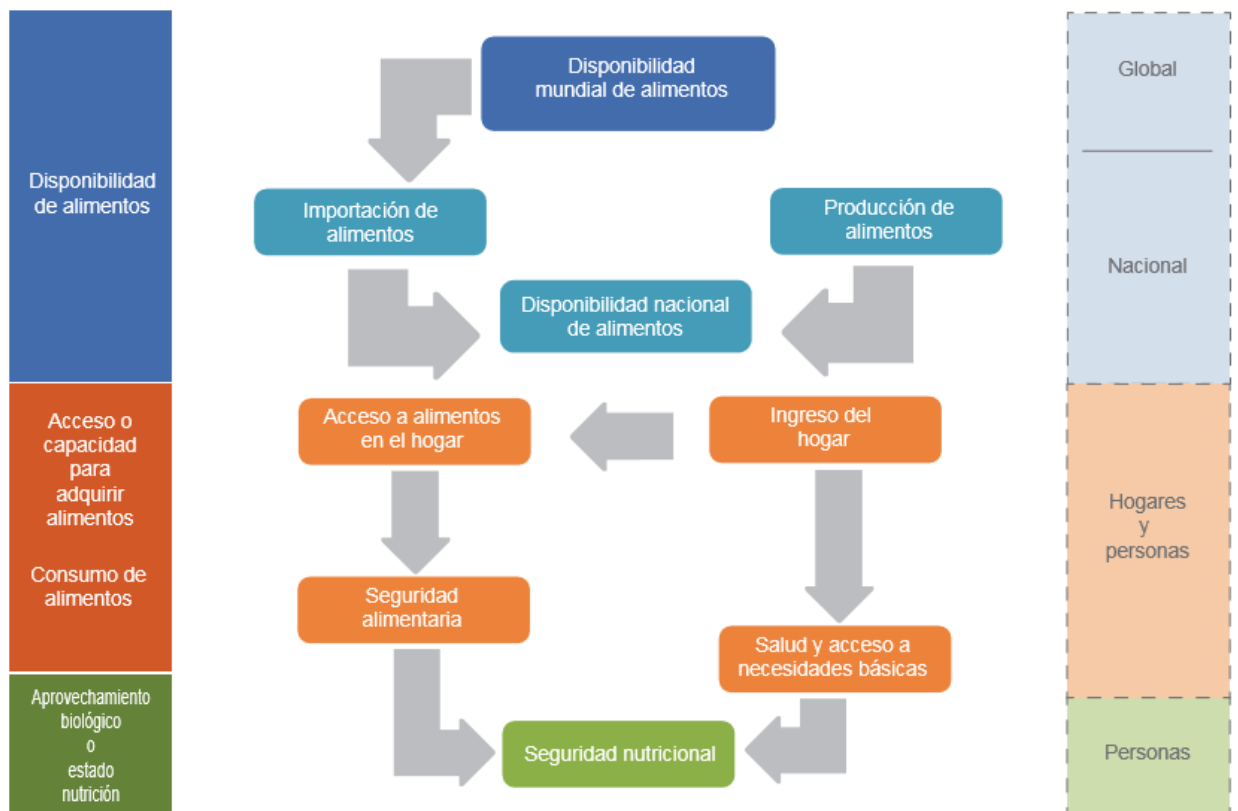 Disponibilidad
de alimentos
Acceso o
capacidad
para
adquirir
alimentos
Consumo de
alimentos
Aprovechamiento
biológico
o
estado
nutrición
Disponibilidad
mundial de alimentos
Importación de
alimentos
Producción de
alimentos
Disponibilidad nacional
de alimentos
Acceso a alimentos
en el hogar
Ingreso del
hogar
Seguridad
alimentaria
Salud y acceso a
necesidades básicas
Seguridad nutricional
Global
Nacional
Hogares
y
personas
Personas